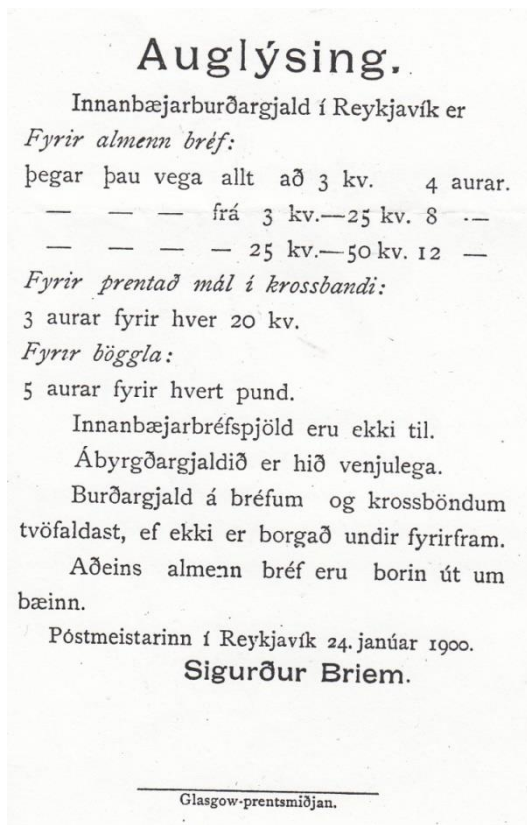 Auglýsing.
Innanbæjarburðargjald í Reykjavík er
Fyrir almenn bréf:
þegar þau vega allt að 3 kv. 4 aurar.
— — — frá 3 kv.—25 kv. 8 ·—
— — — — 25 kv.—50 kv. 12 —
Fyrir prentað mál í krossbandi:
3 aurar fyrir hver 20 kv.
Fyrir böggla:
5 aurar fyrir hvert pund.
Innanbæjarbréfspjöld eru ekki til.
Ábyrgðargjaldið er hið venjulega.
Burðargjald á bréfum og krossböndum
tvöfaldast, ef ekki er borgað undir fyrirfram.
Aðeins almenn bréf eru borin út um
bæinn.
Póstmeistarinn í Reykjavík 24. janúar 1900.
Sigurður Briem.
Glasgow-prentsmiðjan.